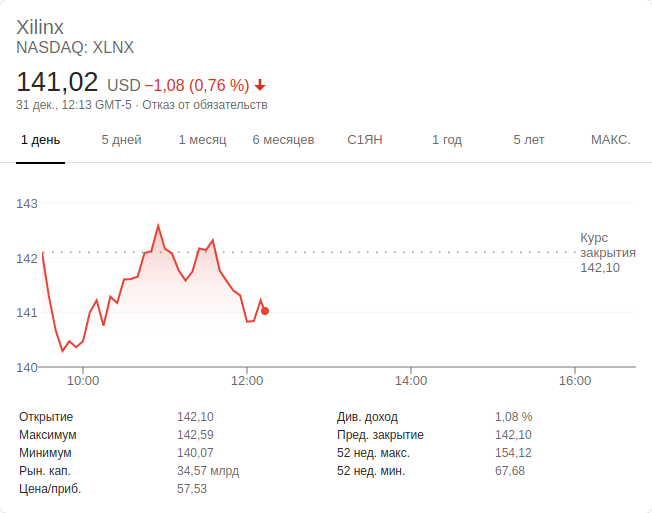 Xilinx
NASDAQ: XLNX
141,02 USD −1,08 (0,76 %)
31 дек., 12:13 GMT-5 · Отказ от обязательств
1 день 5 дней 1 месяц 6 месяцев С1ЯН 1 год 5 лет МАКС.
143
142
141
140
Курс
закрытия
142,10
10:00 12:00 14:00 16:00
Открытие 142,10 Див. доход 1,08 %
Максимум 142,59 Пред. закрытие 142,10
Минимум 140,07 52 нед. макс. 154,12
Рын. кап. 34,57 млрд 52 нед. мин. 67,68
Цена/приб. 57,53